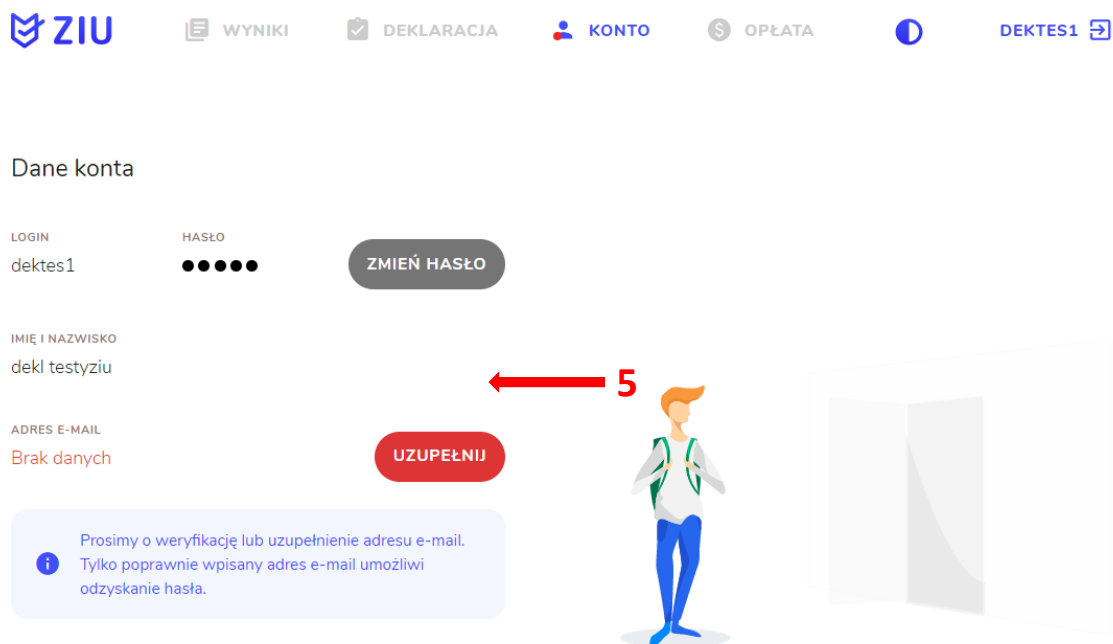 ZIU WYNIKI DEKLARACJA KONTO $ OPŁATA DEKTES1
Dane konta
LOGIN HASŁO
dektes1 ●●●●● ZMIEŃ HASŁO
IMIĘ I NAZWISKO
dekl testyziu
5
ADRES E-MAIL
Brak danych UZUPEŁNIJ
Prosimy o weryfikację lub uzupełnienie adresu e-mail.
Tylko poprawnie wpisany adres e-mail umożliwi
odzyskanie hasła.